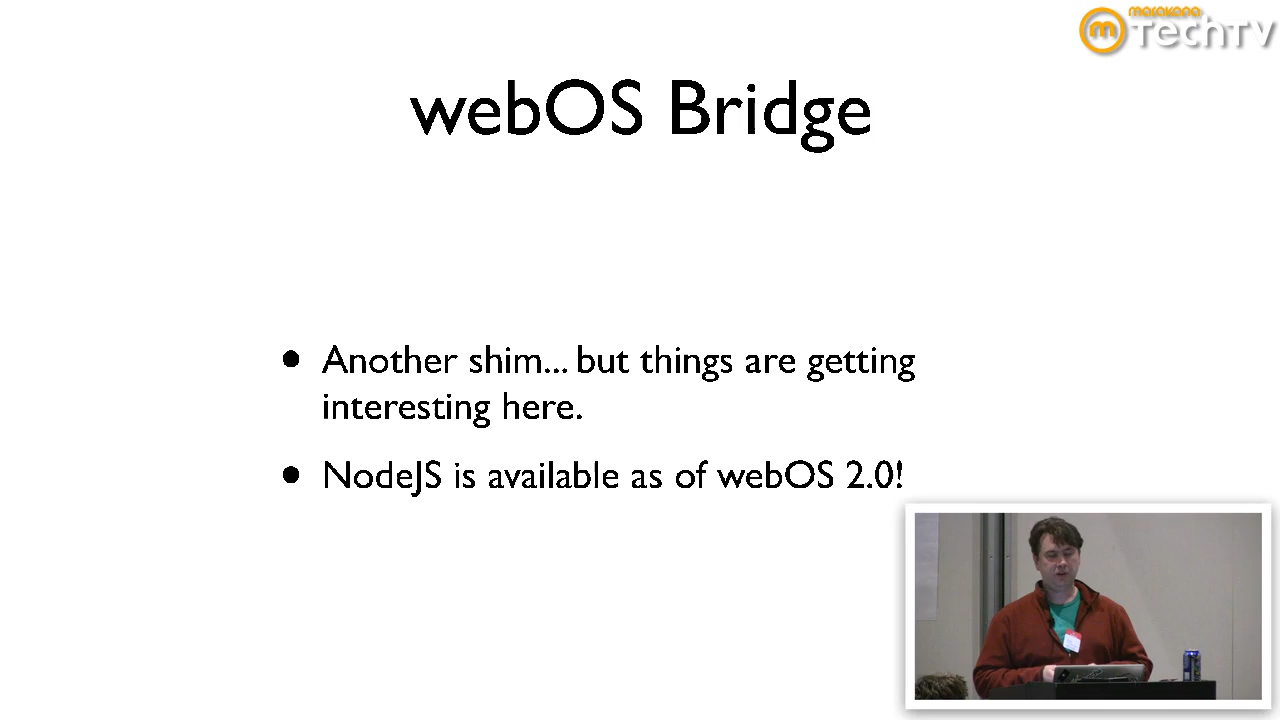 marakana
m TechTV
webOS Bridge
• Another shim... but things are getting
interesting here.
• NodeJS is available as of webOS 2.0!